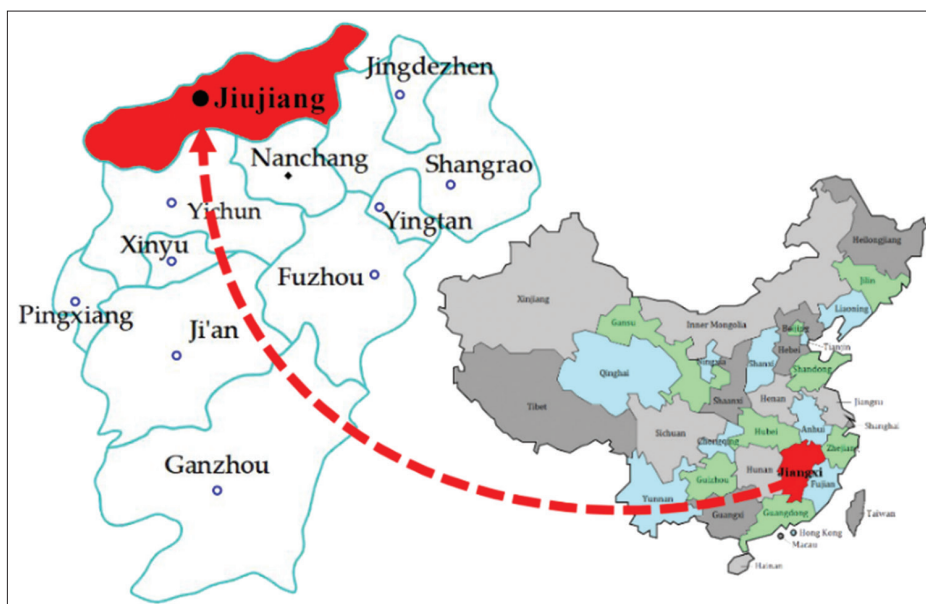 Jingdezhen
Jiujiang
Nanchang
Shangrao
Yichun
Yingtan
Xinyu
Fuzhou
Pingxiang
Ji'an
Ganzhou
Heilongjiang
Jilin
Xinjiang
Liaoning
Gansu
Inner Mongolia
Beijing
Tianjin
Hebei
Ningxia
Shanxi
Shandong
Qinghai
Shaanxi
Henan
Jiangsu
Tibet
Shanghai
Anhui
Sichuan
Hubei
Chongqing
Zhejian
Hunan
Jiangxi
Guizhou
Fujian
Yunnan
Guangxi
Guangdong
Taiwan
Hong Kong
Macau
Hainan